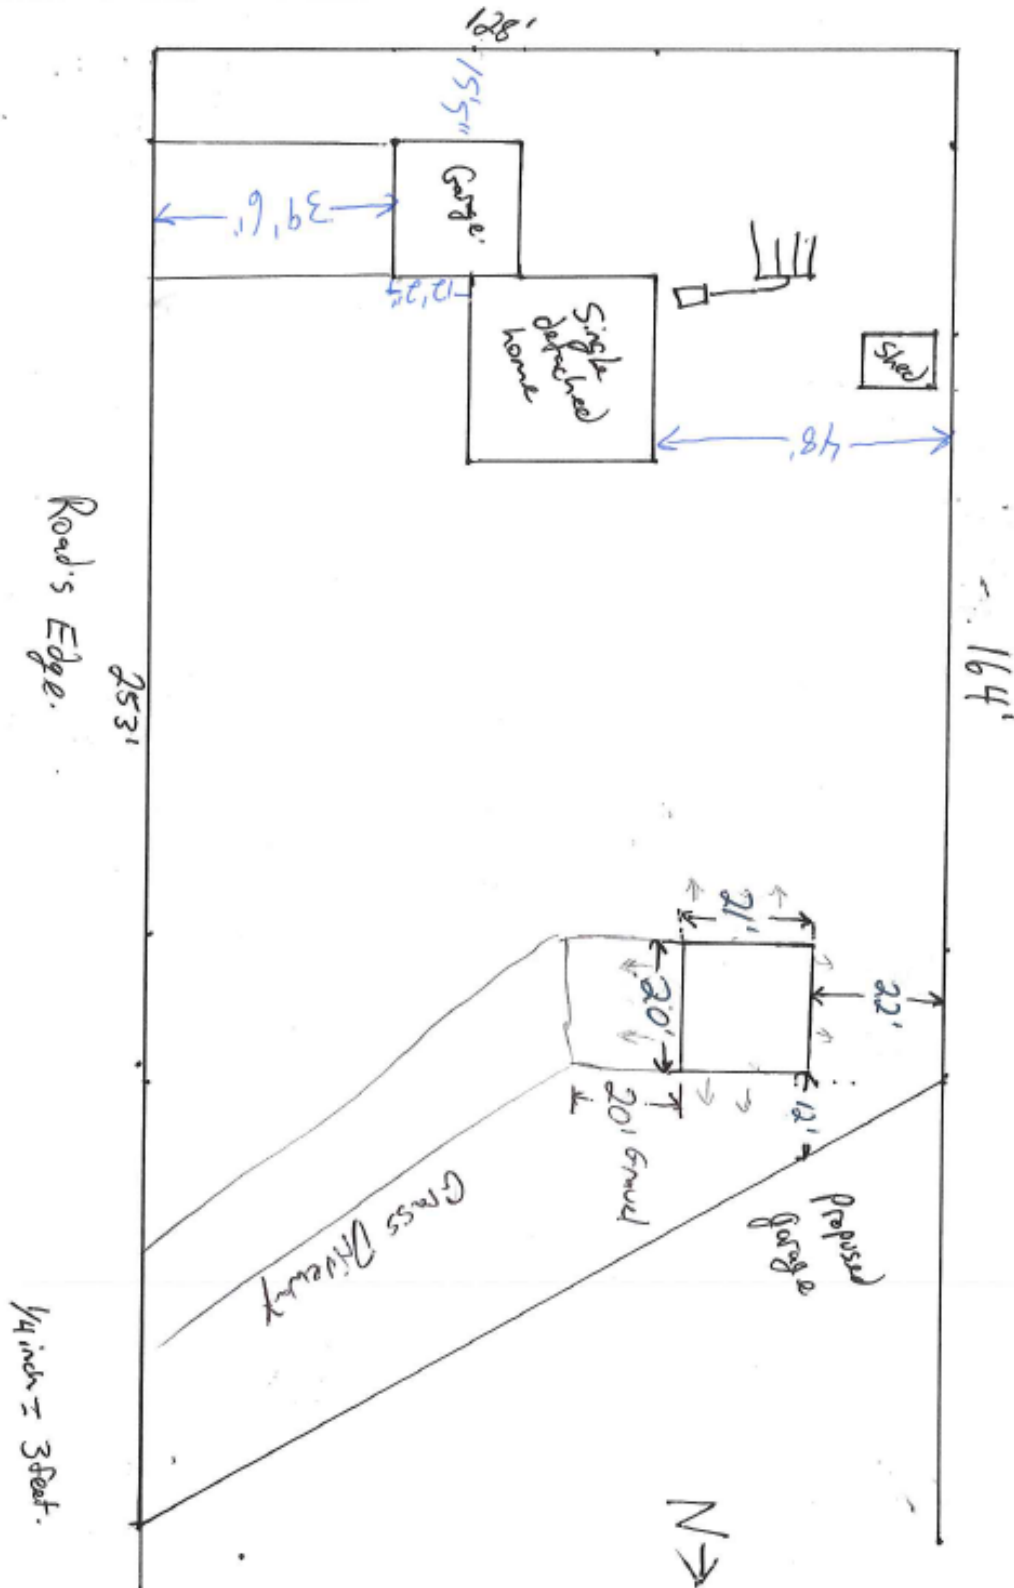 128'
15'5"
Garage.
39' 6"
12'2"
Single
detached
home
Shed
48'
164'
Road's Edge.
253'
21'
22'
20'
12'
20' Gravel
Proposed
garage
Grass Driveway
1/4 inch = 3 feet.
N